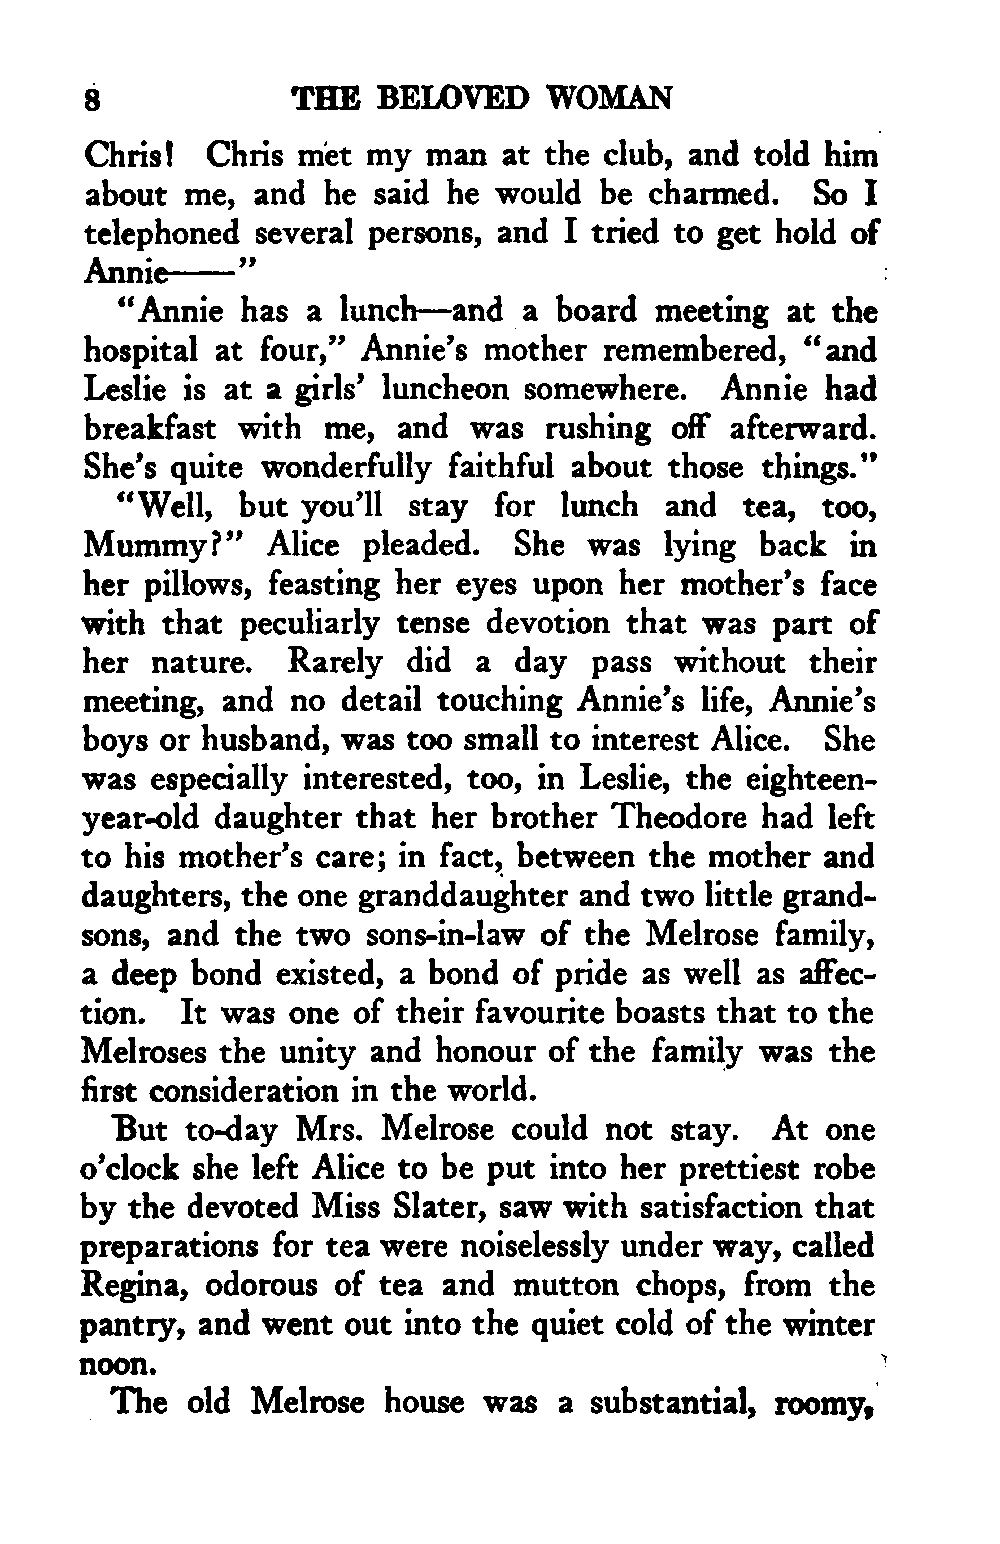 8 THE BELOVED WOMAN
Chris! Chris met my man at the club, and told him
about me, and he said he would be charmed. So I
telephoned several persons, and I tried to get hold of
Annie——”
“Annie has a lunch—and a board meeting at the
hospital at four,” Annie’s mother remembered, “and
Leslie is at a girls’ luncheon somewhere. Annie had
breakfast with me, and was rushing off afterward.
She’s quite wonderfully faithful about those things.”
“Well, but you’ll stay for lunch and tea, too,
Mummy?” Alice pleaded. She was lying back in
her pillows, feasting her eyes upon her mother’s face
with that peculiarly tense devotion that was part of
her nature. Rarely did a day pass without their
meeting, and no detail touching Annie’s life, Annie’s
boys or husband, was too small to interest Alice. She
was especially interested, too, in Leslie, the eighteen-
year-old daughter that her brother Theodore had left
to his mother’s care; in fact, between the mother and
daughters, the one granddaughter and two little grand-
sons, and the two sons-in-law of the Melrose family,
a deep bond existed, a bond of pride as well as affec-
tion. It was one of their favourite boasts that to the
Melroses the unity and honour of the family was the
first consideration in the world.
But to-day Mrs. Melrose could not stay. At one
o’clock she left Alice to be put into her prettiest robe
by the devoted Miss Slater, saw with satisfaction that
preparations for tea were noiselessly under way, called
Regina, odorous of tea and mutton chops, from the
pantry, and went out into the quiet cold of the winter
noon.
The old Melrose house was a substantial, roomy,